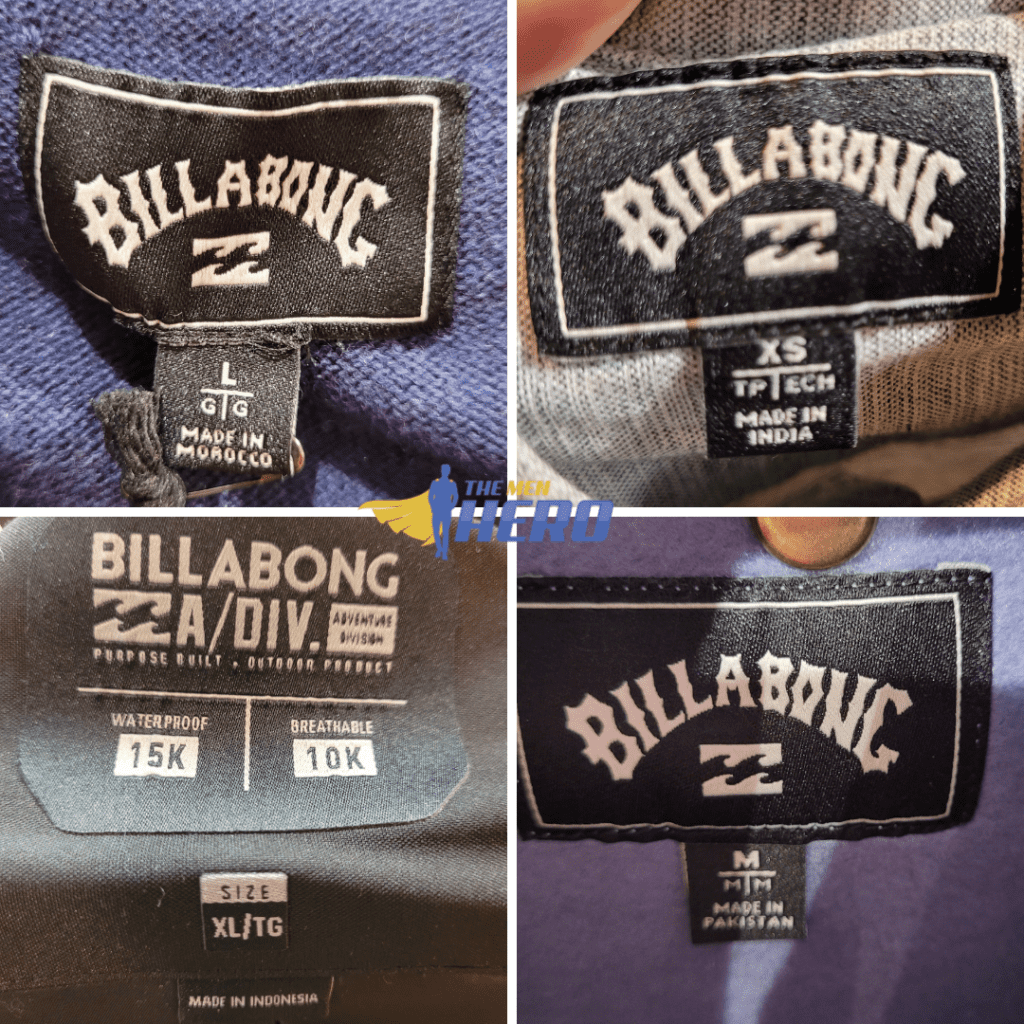 BILLABONG
L
G G
MADE IN
MOROCCO
BILLABONG
XS
TP ECH
MADE IN
INDIA
THE MEN
HERO
BILLABONG
A/DIV. ADVENTURE
DIVISION
PURPOSE BUILT . OUTDOOR PRODUCT
WATERPROOF BREATHABLE
15K 10K
SIZE
XL/TG
MADE IN INDONESIA
BILLABONG
M
M M
MADE IN
PAKISTAN